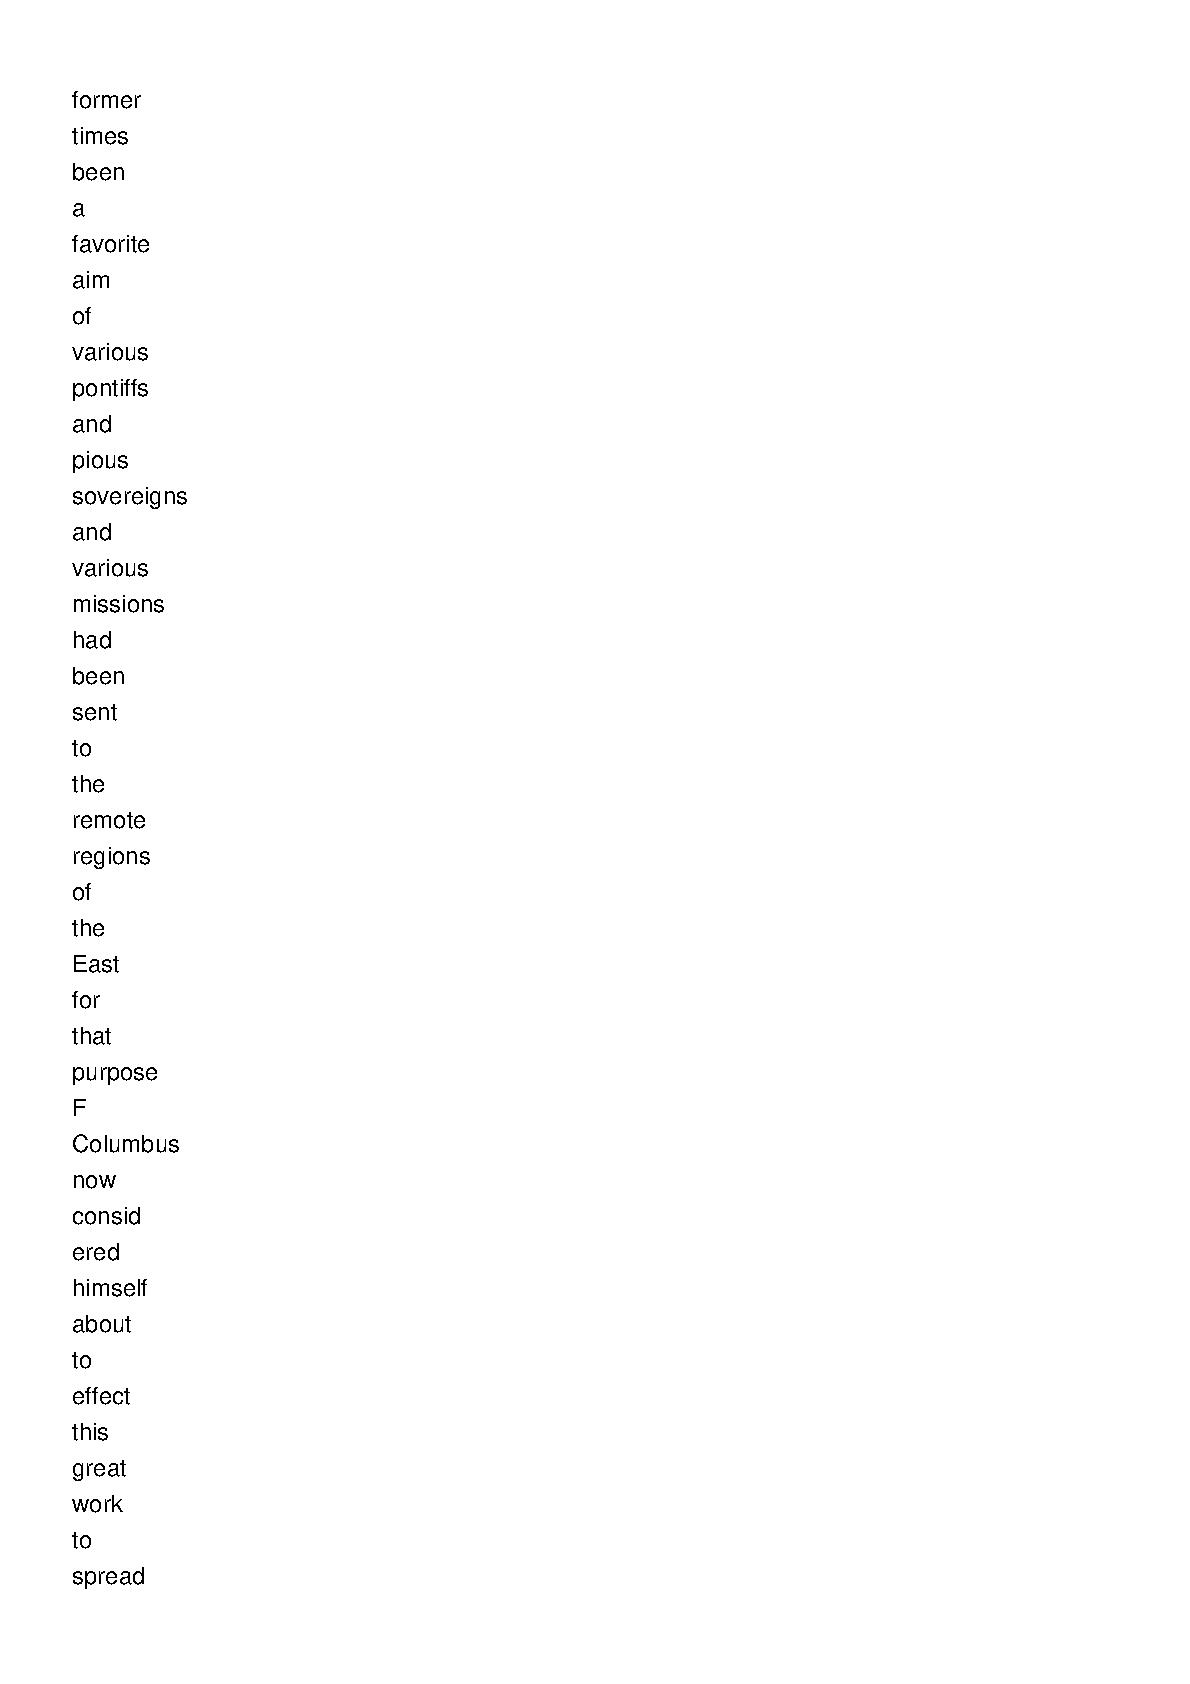 former
times
been
a
favorite
aim
of
various
pontiffs
and
pious
sovereigns
and
various
missions
had
been
sent
to
the
remote
regions
of
the
East
for
that
purpose
F
Columbus
now
consid
ered
himself
about
to
effect
this
great
work
to
spread